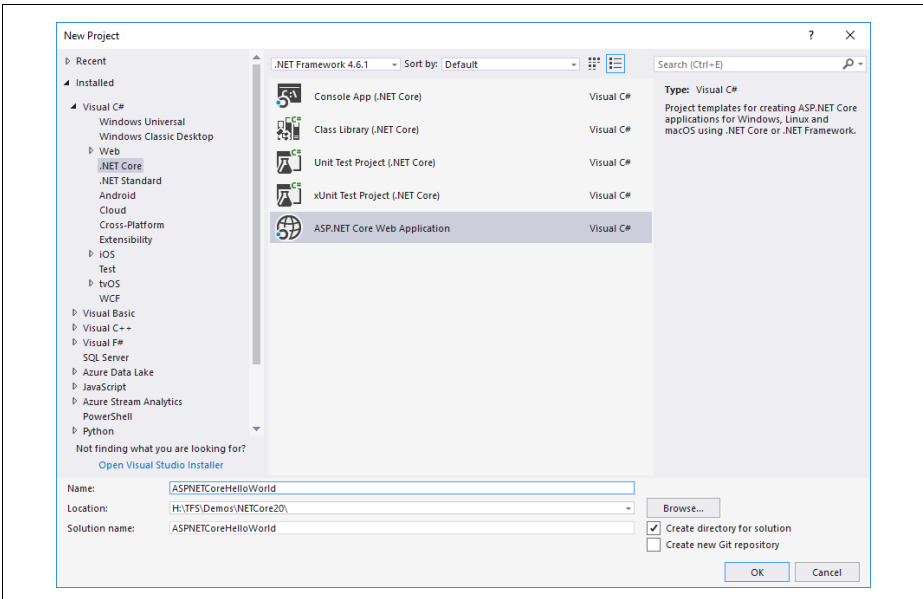 New Project
? ×
Recent
Installed
Visual C#
Windows Universal
Windows Classic Desktop
Web
.NET Core
.NET Standard
Android
Cloud
Cross-Platform
Extensibility
iOS
Test
tvOS
WCF
Visual Basic
Visual C++
Visual F#
SQL Server
Azure Data Lake
JavaScript
Azure Stream Analytics
PowerShell
Python
Not finding what you are looking for?
Open Visual Studio Installer
.NET Framework 4.6.1 Sort by: Default
Console App (.NET Core) Visual C#
Class Library (.NET Core) Visual C#
Unit Test Project (.NET Core) Visual C#
xUnit Test Project (.NET Core) Visual C#
ASP.NET Core Web Application Visual C#
Search (Ctrl+E)
Type: Visual C#
Project templates for creating ASP.NET Core
applications for Windows, Linux and
macOS using .NET Core or .NET Framework.
Name: ASPNETCoreHelloWorld
Location: H:\TFS\Demos\NETCore20\ Browse...
Solution name: ASPNETCoreHelloWorld
Create directory for solution
Create new Git repository
OK Cancel